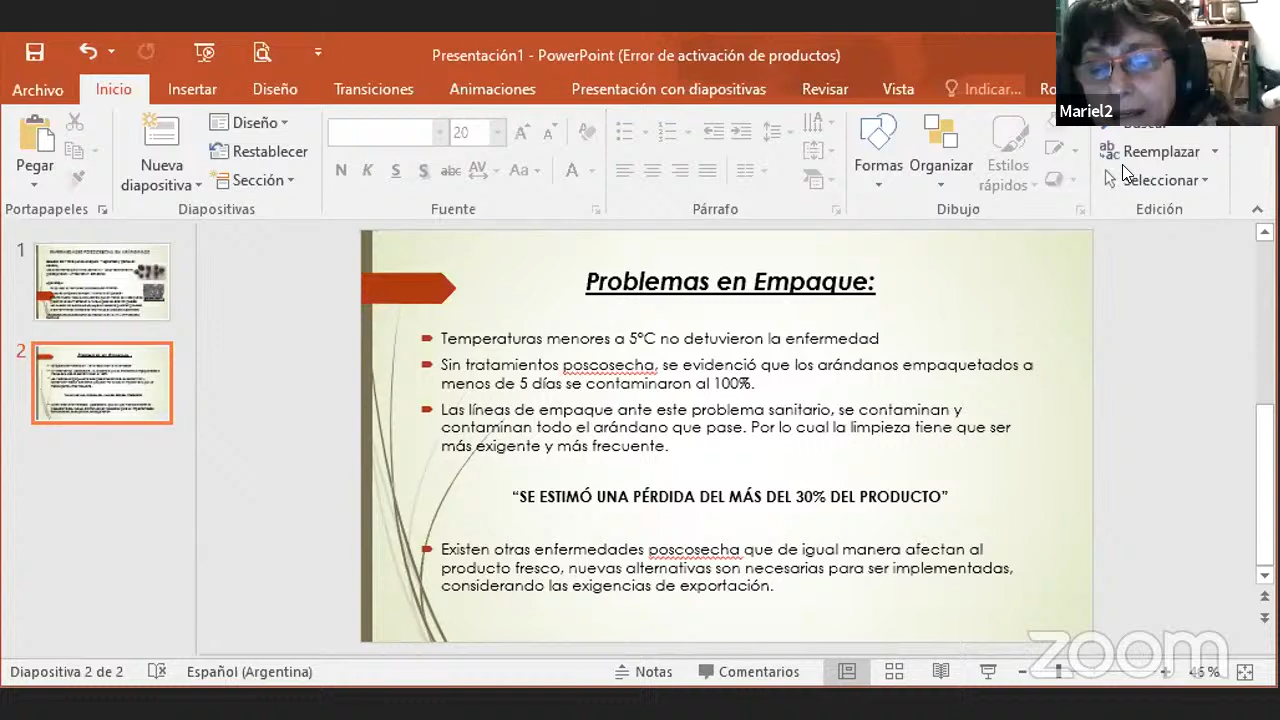 Presentación1 - PowerPoint (Error de activación de productos)
Mariel2
Archivo
Inicio
Insertar
Diseño
Transiciones
Animaciones
Presentación con diapositivas
Revisar
Vista
Indicar...
Pegar
Nueva diapositiva
Diseño
Restablecer
Sección
20
N K S S abc AV Aa A
Formas
Organizar
Estilos rápidos
Reemplazar
Seleccionar
Portapapeles
Diapositivas
Fuente
Párrafo
Dibujo
Edición
1
2
Problemas en Empaque:
Temperaturas menores a 5°C no detuvieron la enfermedad
Sin tratamientos poscosecha, se evidenció que los arándanos empaquetados a
menos de 5 días se contaminaron al 100%.
Las líneas de empaque ante este problema sanitario, se contaminan y
contaminan todo el arándano que pase. Por lo cual la limpieza tiene que ser
más exigente y más frecuente.
“SE ESTIMÓ UNA PÉRDIDA DEL MÁS DEL 30% DEL PRODUCTO”
Existen otras enfermedades poscosecha que de igual manera afectan al
producto fresco, nuevas alternativas son necesarias para ser implementadas,
considerando las exigencias de exportación.
zoom
Diapositiva 2 de 2
Español (Argentina)
Notas
Comentarios
46%